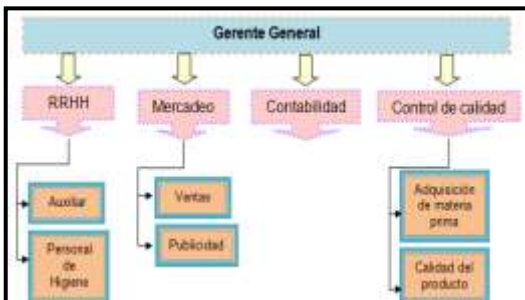 Gerente General
RRHH
Mercadeo
Contabilidad
Control de calidad
Auxiliar
Personal
de
Higiene
Ventas
Publicidad
Adquisición
de materia
prima
Calidad del
producto